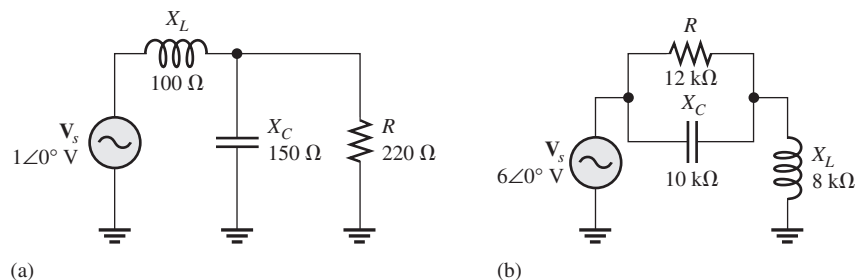 X_L
100 Ω
V_s
1∠0° V
X_C
150 Ω
R
220 Ω
(a)
R
12 kΩ
X_C
10 kΩ
V_s
6∠0° V
X_L
8 kΩ
(b)